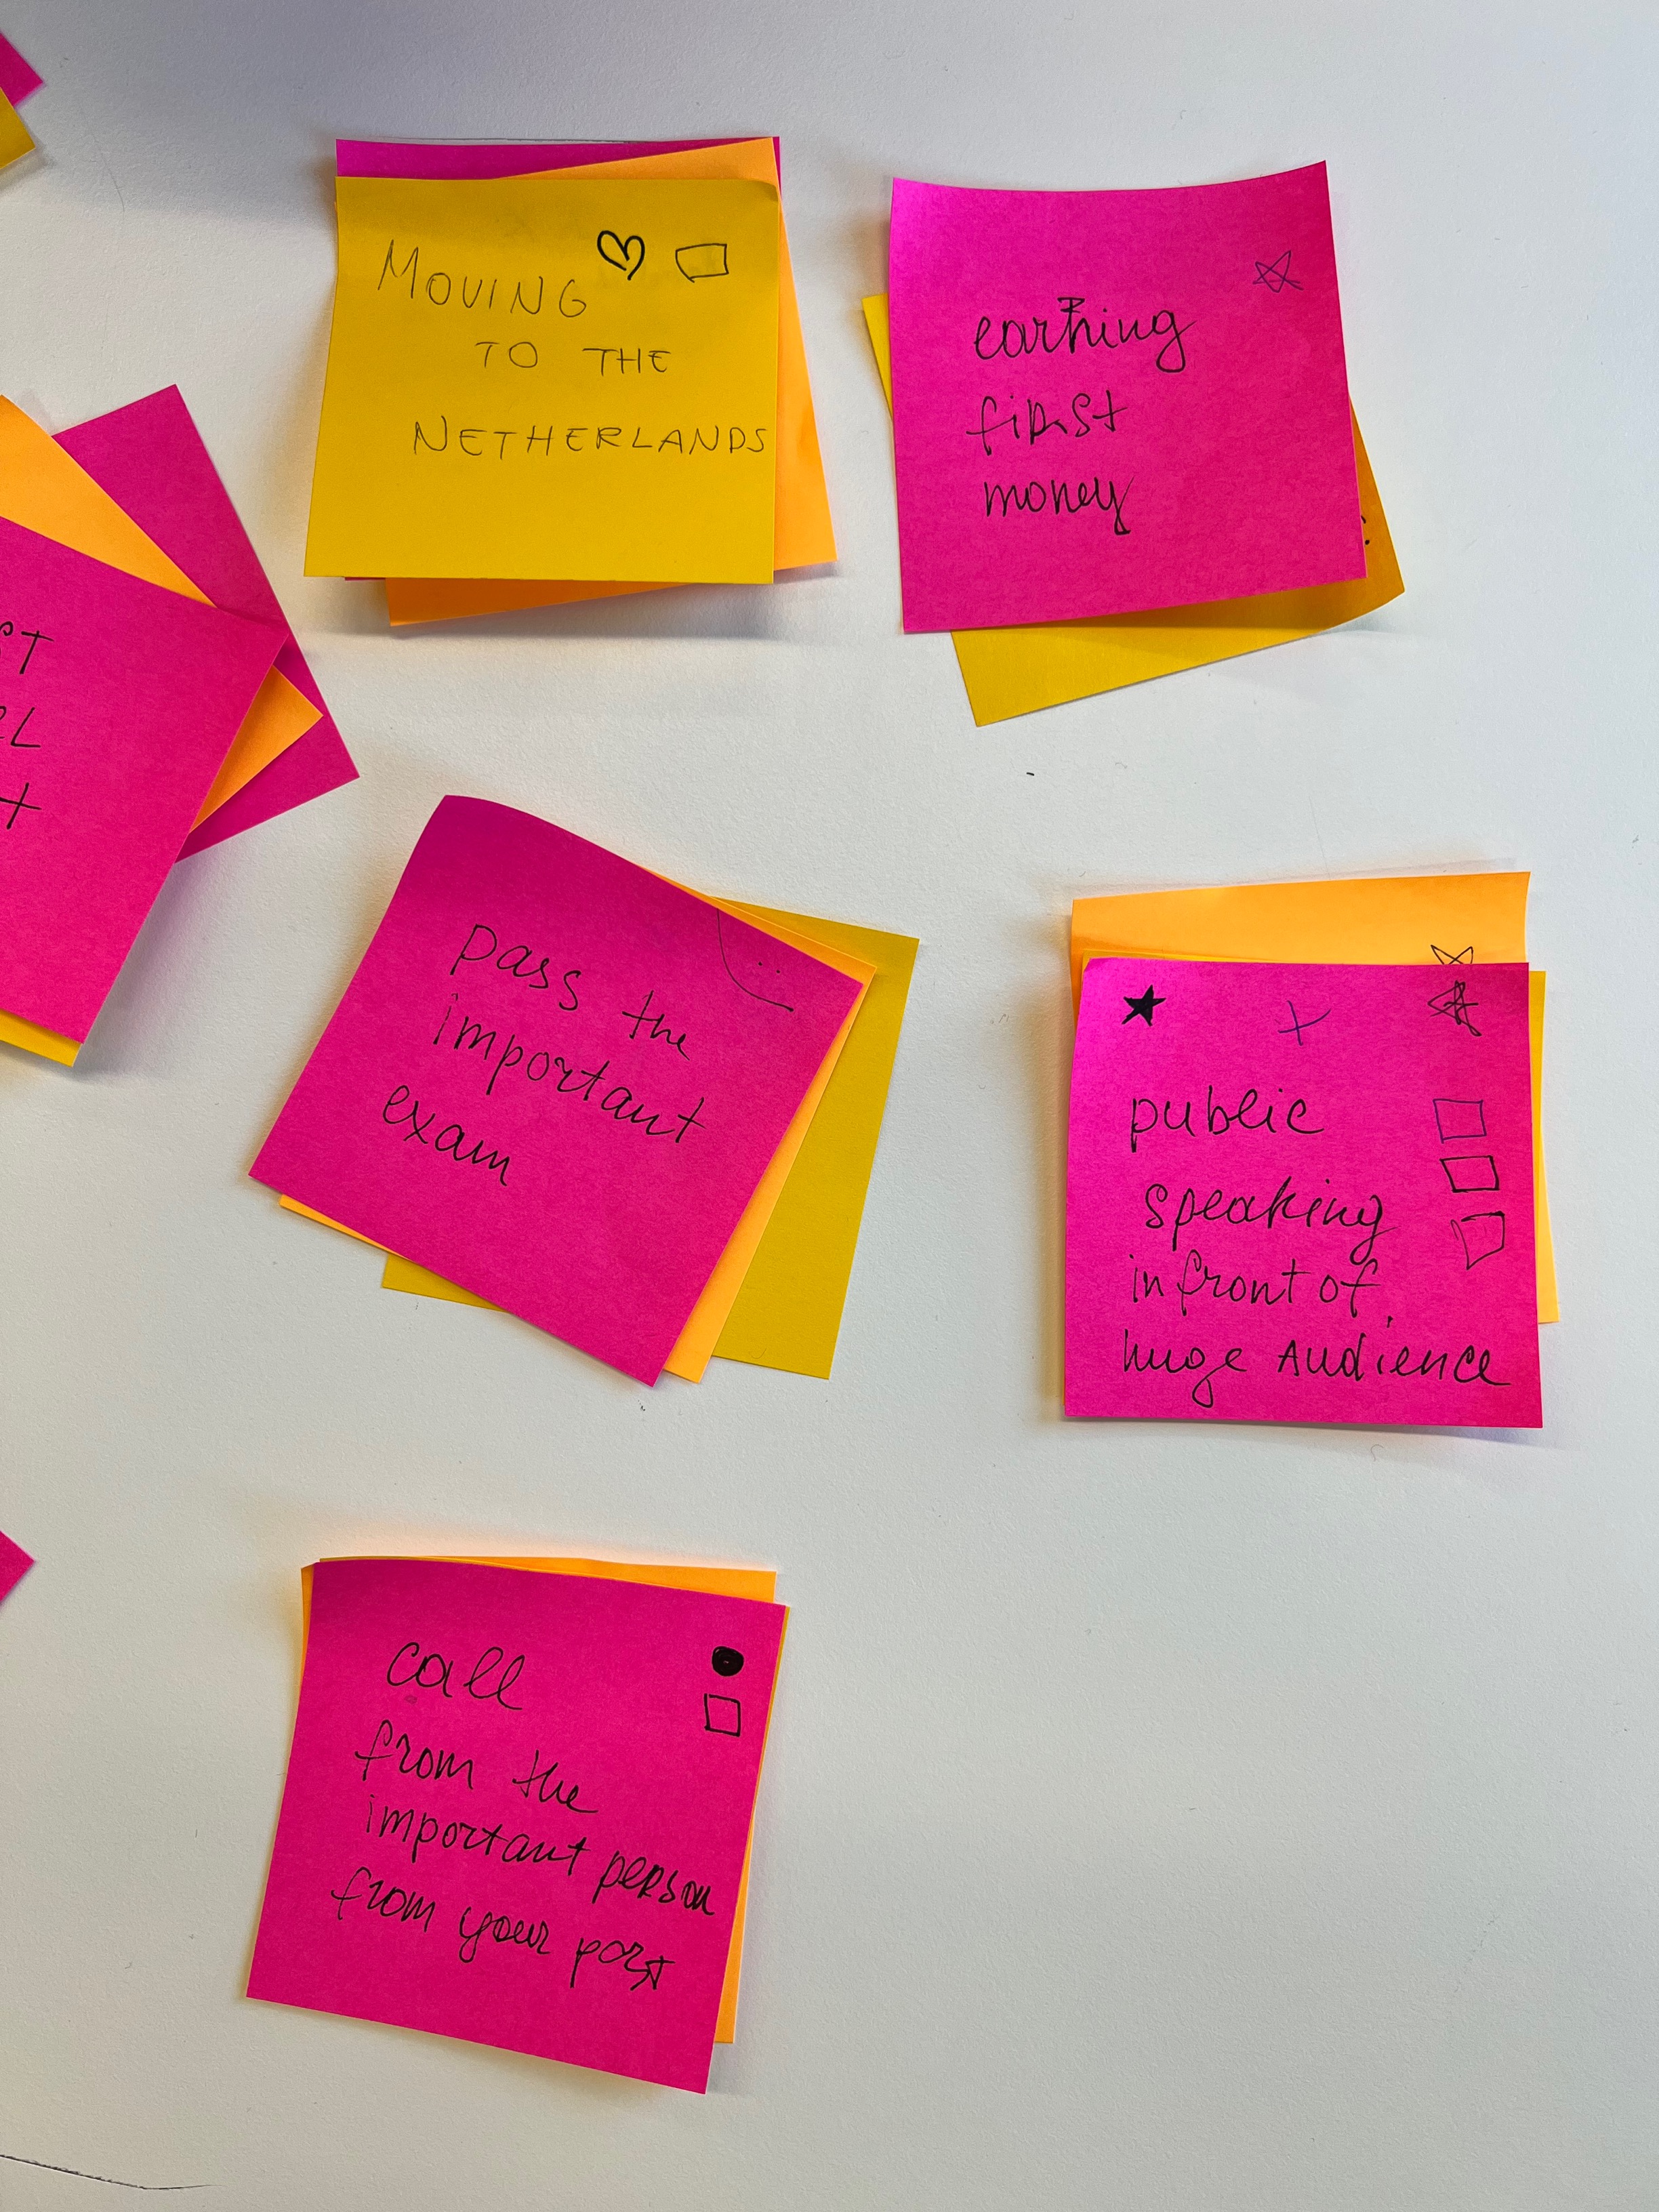 MOVING
TO THE
NETHERLANDS
earning
first
money
ST
EL
pass the
important
exam
public
speaking
in front of
huge AUdience
call
from the
important person
from your past